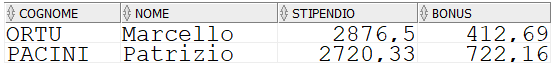 COGNOME NOME STIPENDIO BONUS
ORTU Marcello 2876,5 412,69
PACINI Patrizio 2720,33 722,16